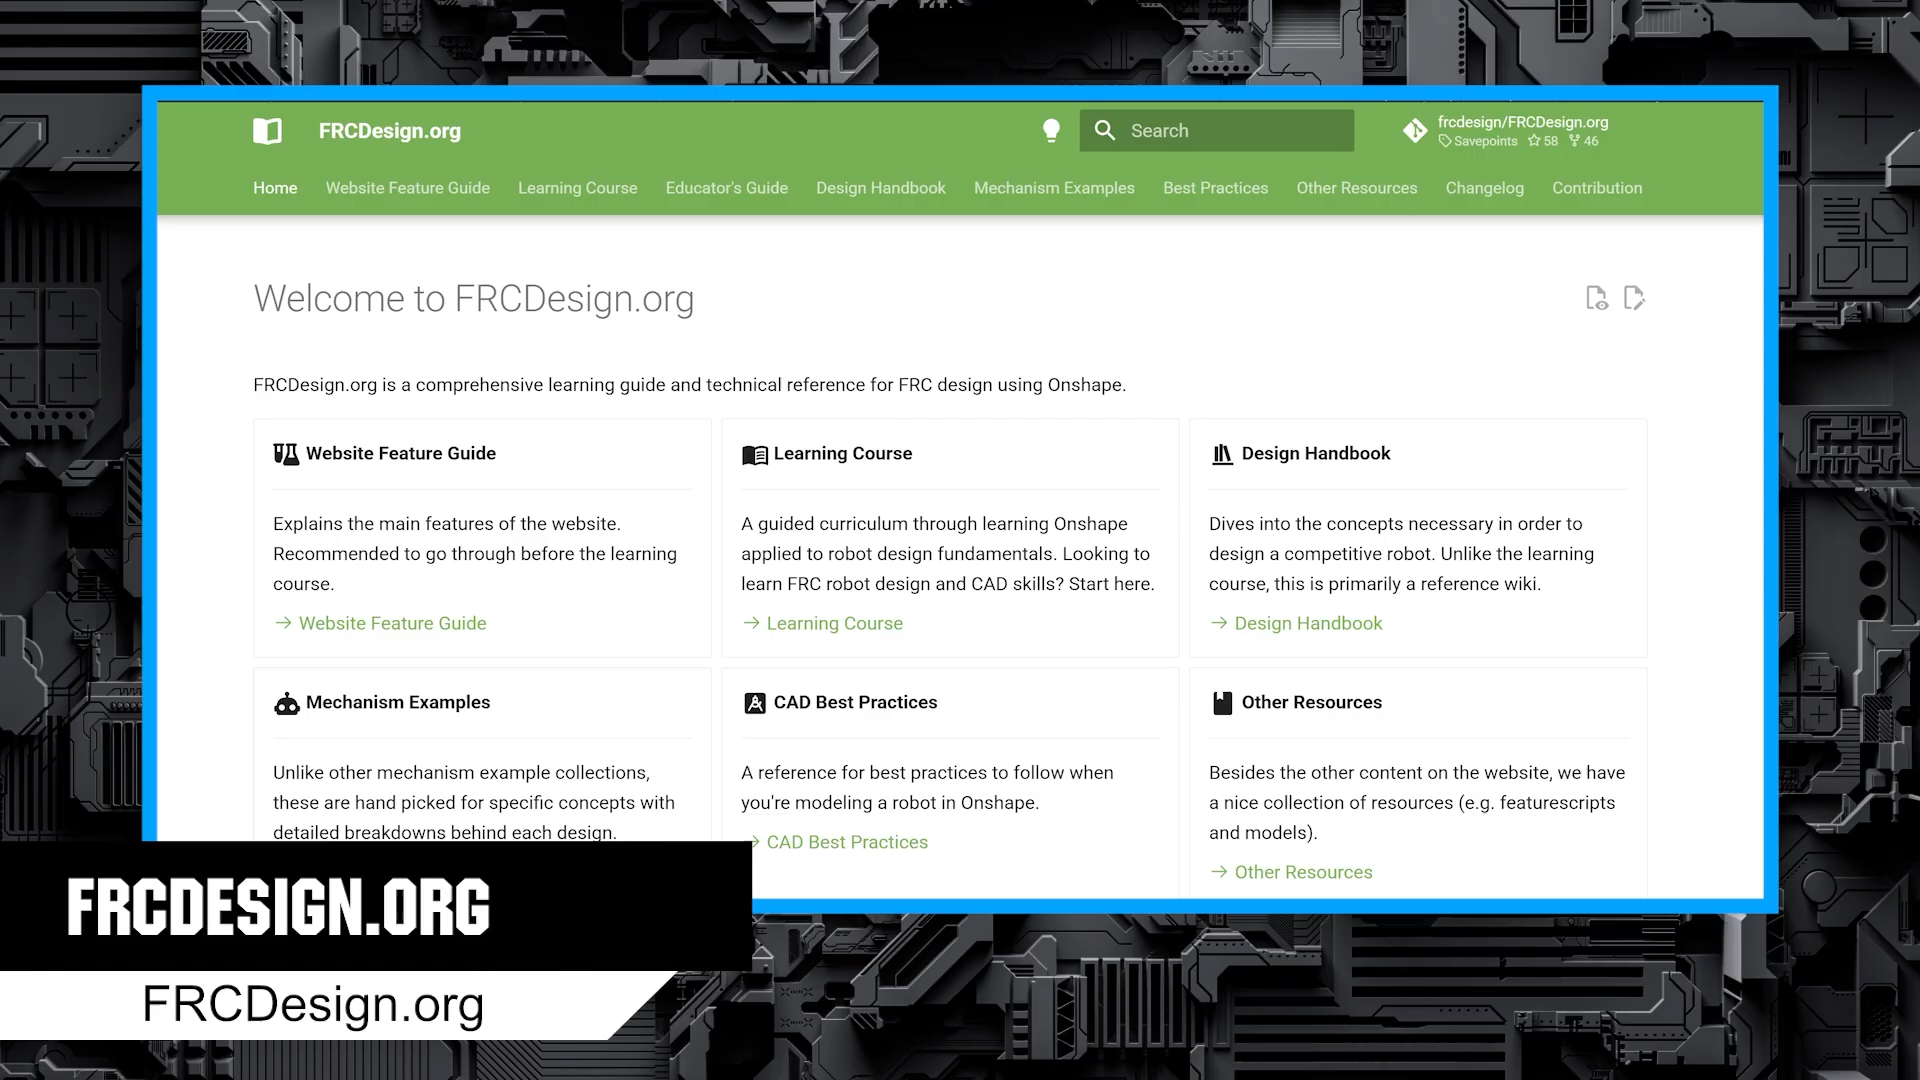 FRCDesign.org
Search
frcdesign/FRCDesign.org
Savepoints 58 46
Home Website Feature Guide Learning Course Educator's Guide Design Handbook Mechanism Examples Best Practices Other Resources Changelog Contribution
Welcome to FRCDesign.org
FRCDesign.org is a comprehensive learning guide and technical reference for FRC design using Onshape.
Website Feature Guide
Explains the main features of the website.
Recommended to go through before the learning
course.
→ Website Feature Guide
Learning Course
A guided curriculum through learning Onshape
applied to robot design fundamentals. Looking to
learn FRC robot design and CAD skills? Start here.
→ Learning Course
Design Handbook
Dives into the concepts necessary in order to
design a competitive robot. Unlike the learning
course, this is primarily a reference wiki.
→ Design Handbook
Mechanism Examples
Unlike other mechanism example collections,
these are hand picked for specific concepts with
detailed breakdowns behind each design.
CAD Best Practices
A reference for best practices to follow when
you're modeling a robot in Onshape.
→ CAD Best Practices
Other Resources
Besides the other content on the website, we have
a nice collection of resources (e.g. featurescripts
and models).
→ Other Resources
FRCDESIGN.ORG
FRCDesign.org